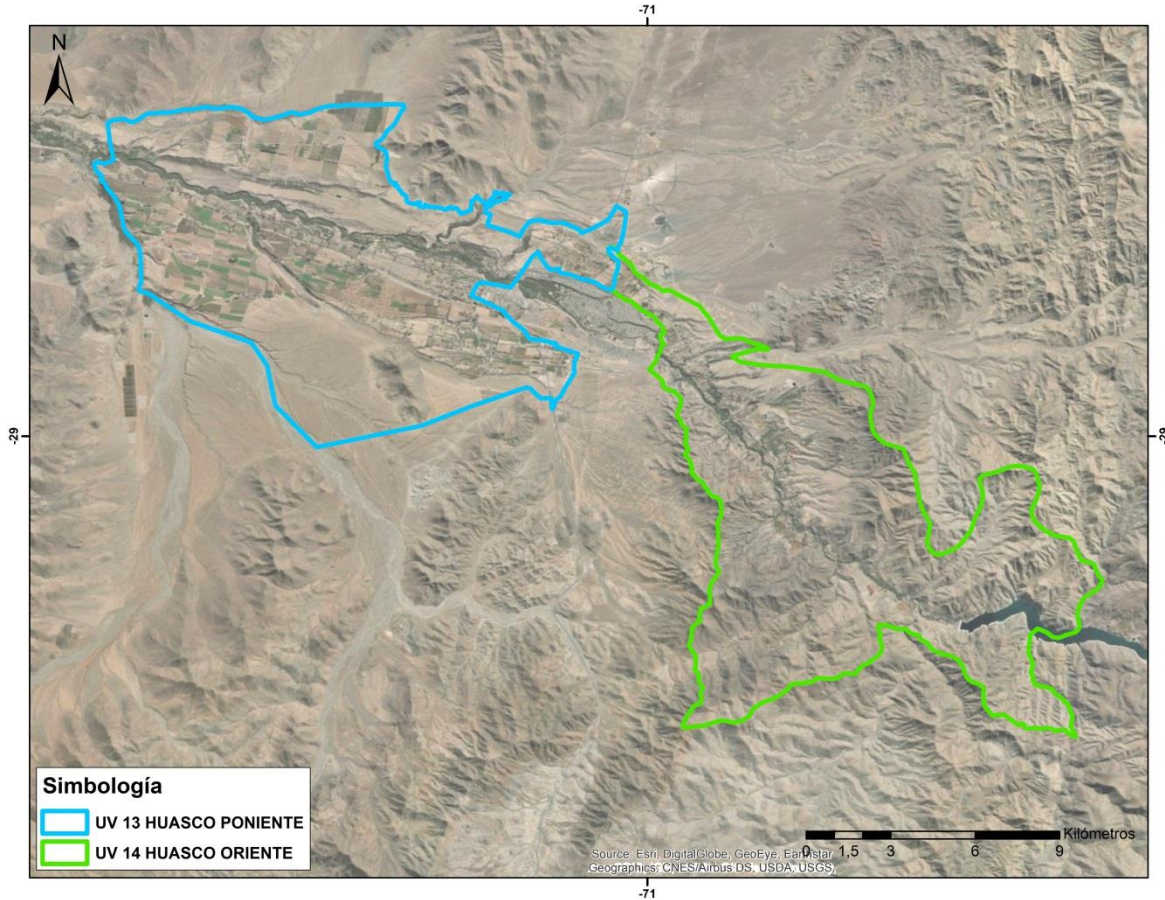 -71
N
-29
-29
Simbología
UV 13 HUASCO PONIENTE
UV 14 HUASCO ORIENTE
Kilómetros
0 1,5 3 6 9
Source: Esri, DigitalGlobe, GeoEye, Earthstar
Geographics, CNES/Airbus DS, USDA, USGS,
-71